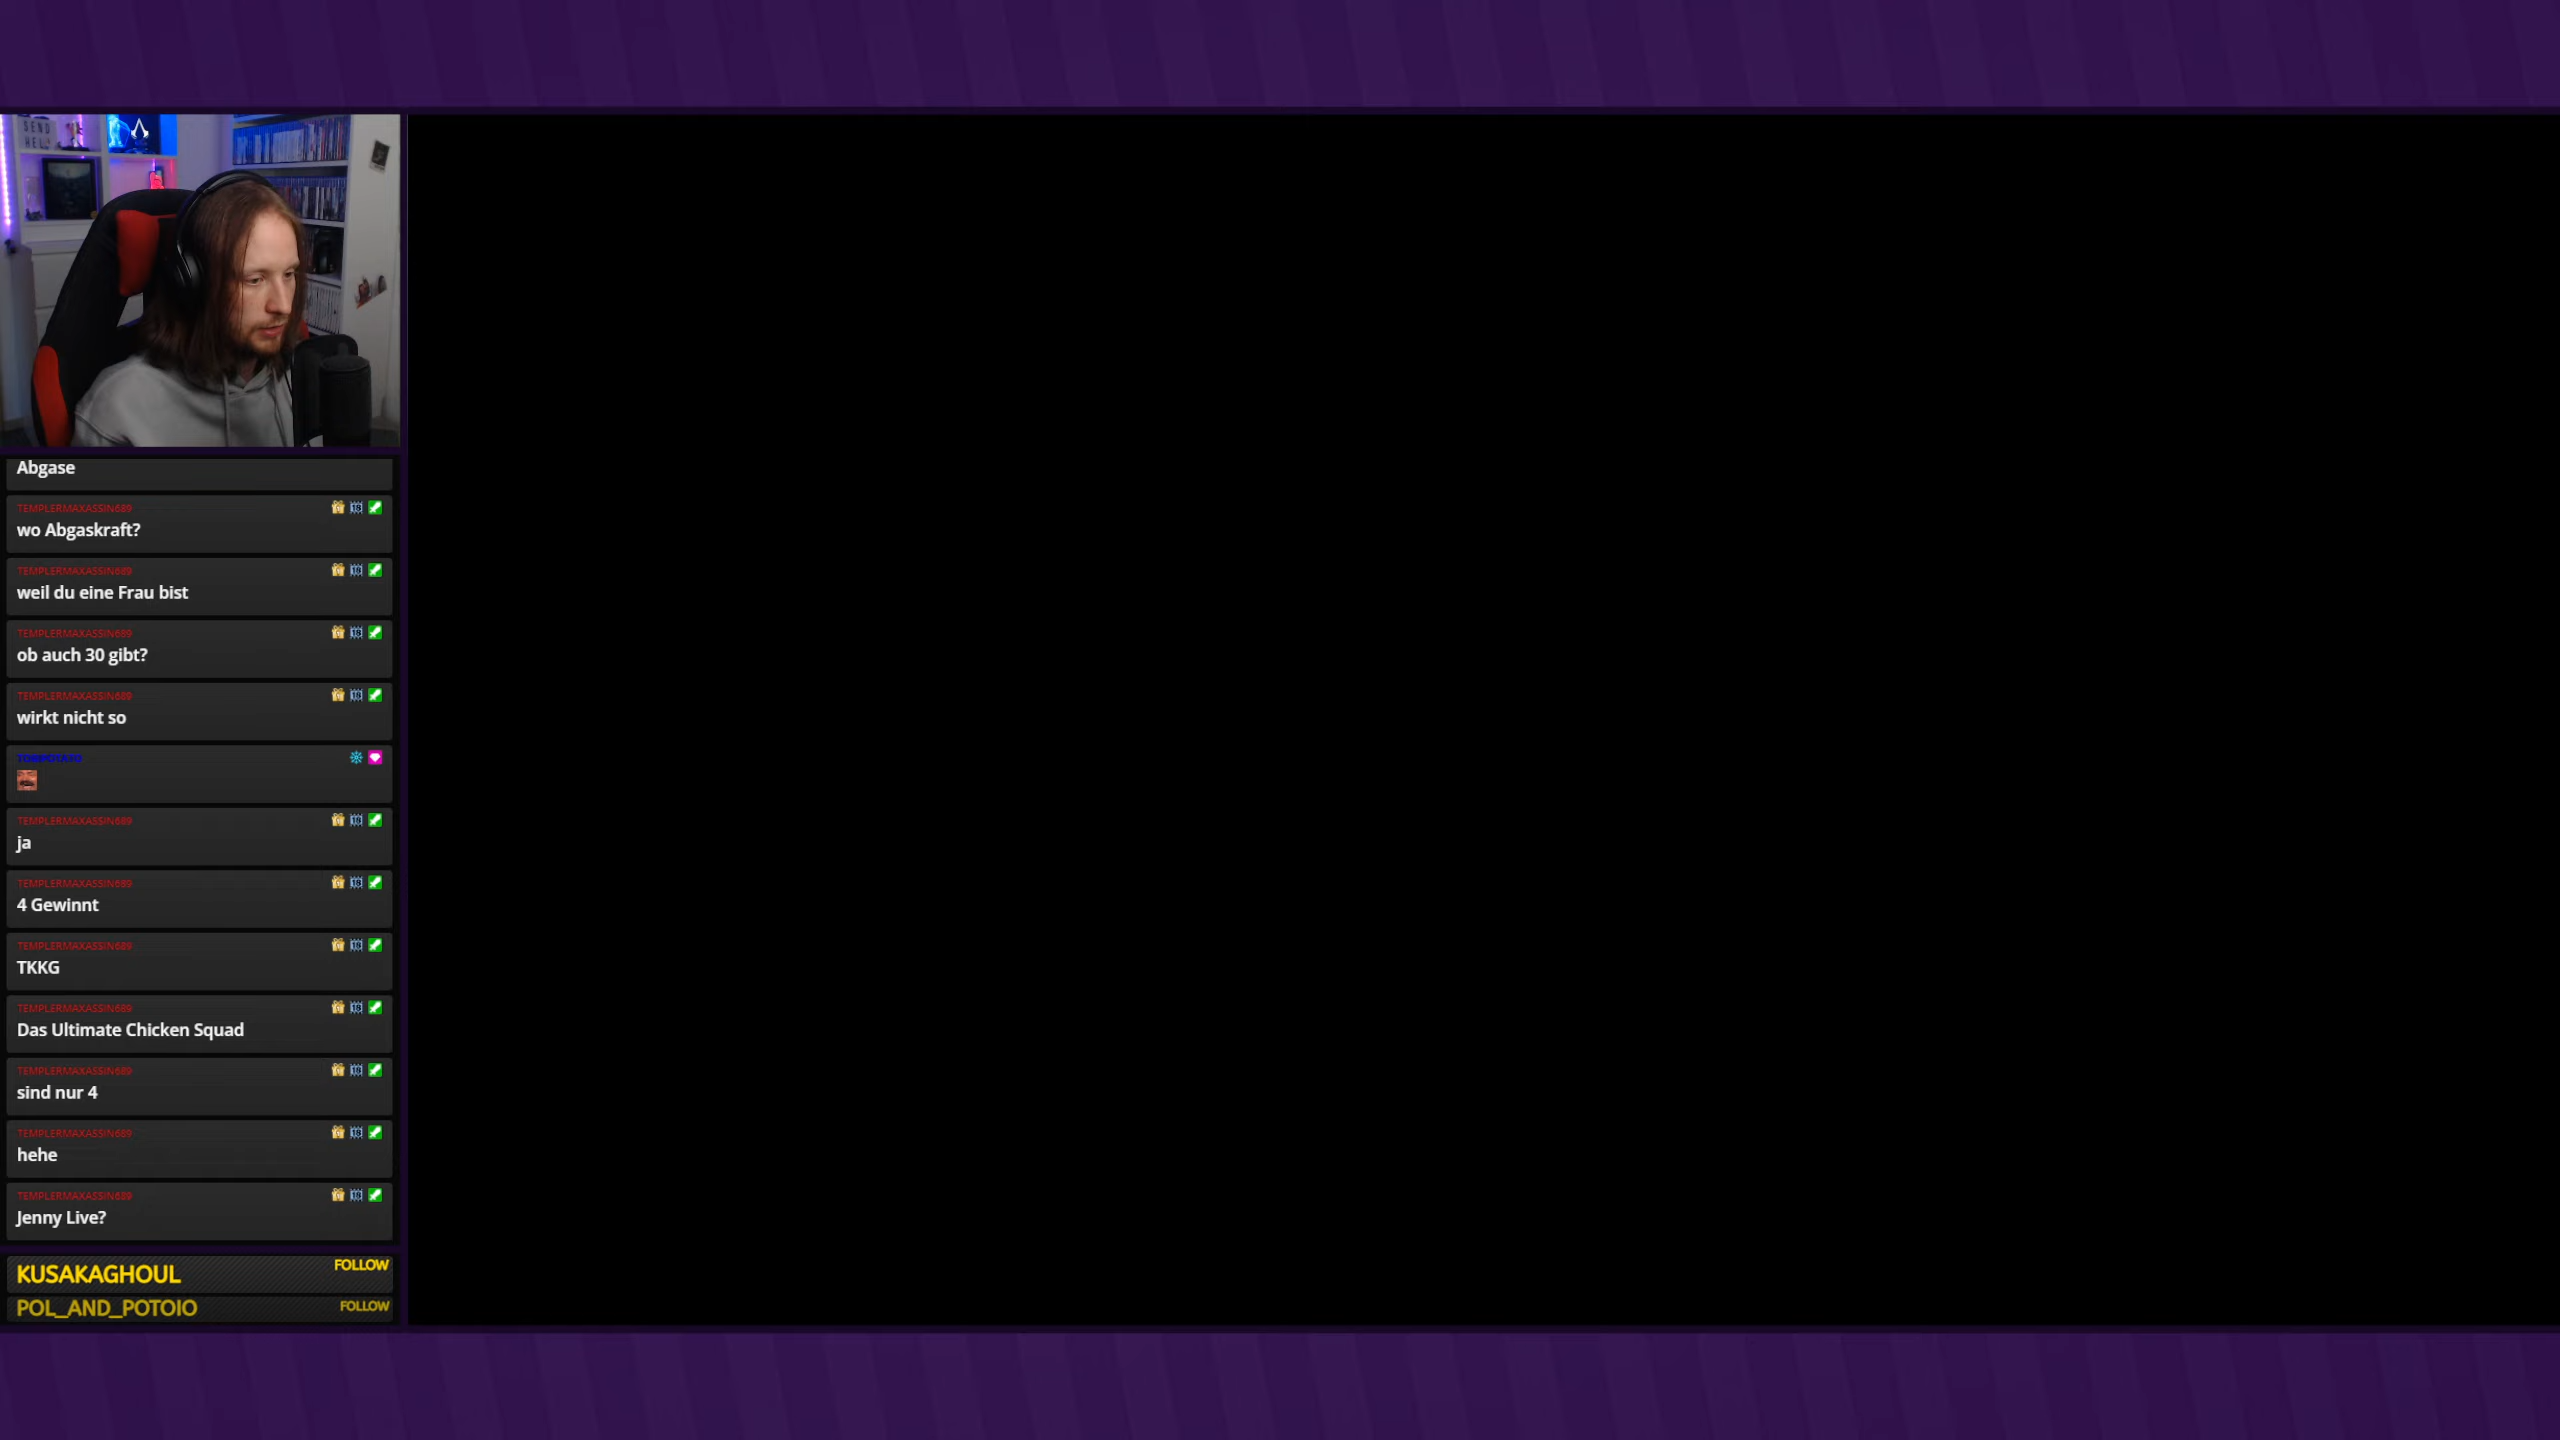 SEND
HEL
Abgase
TEMPLERMAXASSIN689
wo Abgaskraft?
TEMPLERMAXASSIN689
weil du eine Frau bist
TEMPLERMAXASSIN689
ob auch 30 gibt?
TEMPLERMAXASSIN689
wirkt nicht so
TEMPLERMAXASSIN689
ja
TEMPLERMAXASSIN689
4 Gewinnt
TEMPLERMAXASSIN689
TKKG
TEMPLERMAXASSIN689
Das Ultimate Chicken Squad
TEMPLERMAXASSIN689
sind nur 4
TEMPLERMAXASSIN689
hehe
TEMPLERMAXASSIN689
Jenny Live?
KUSAKAGHOUL FOLLOW
POL_AND_POTOIO FOLLOW